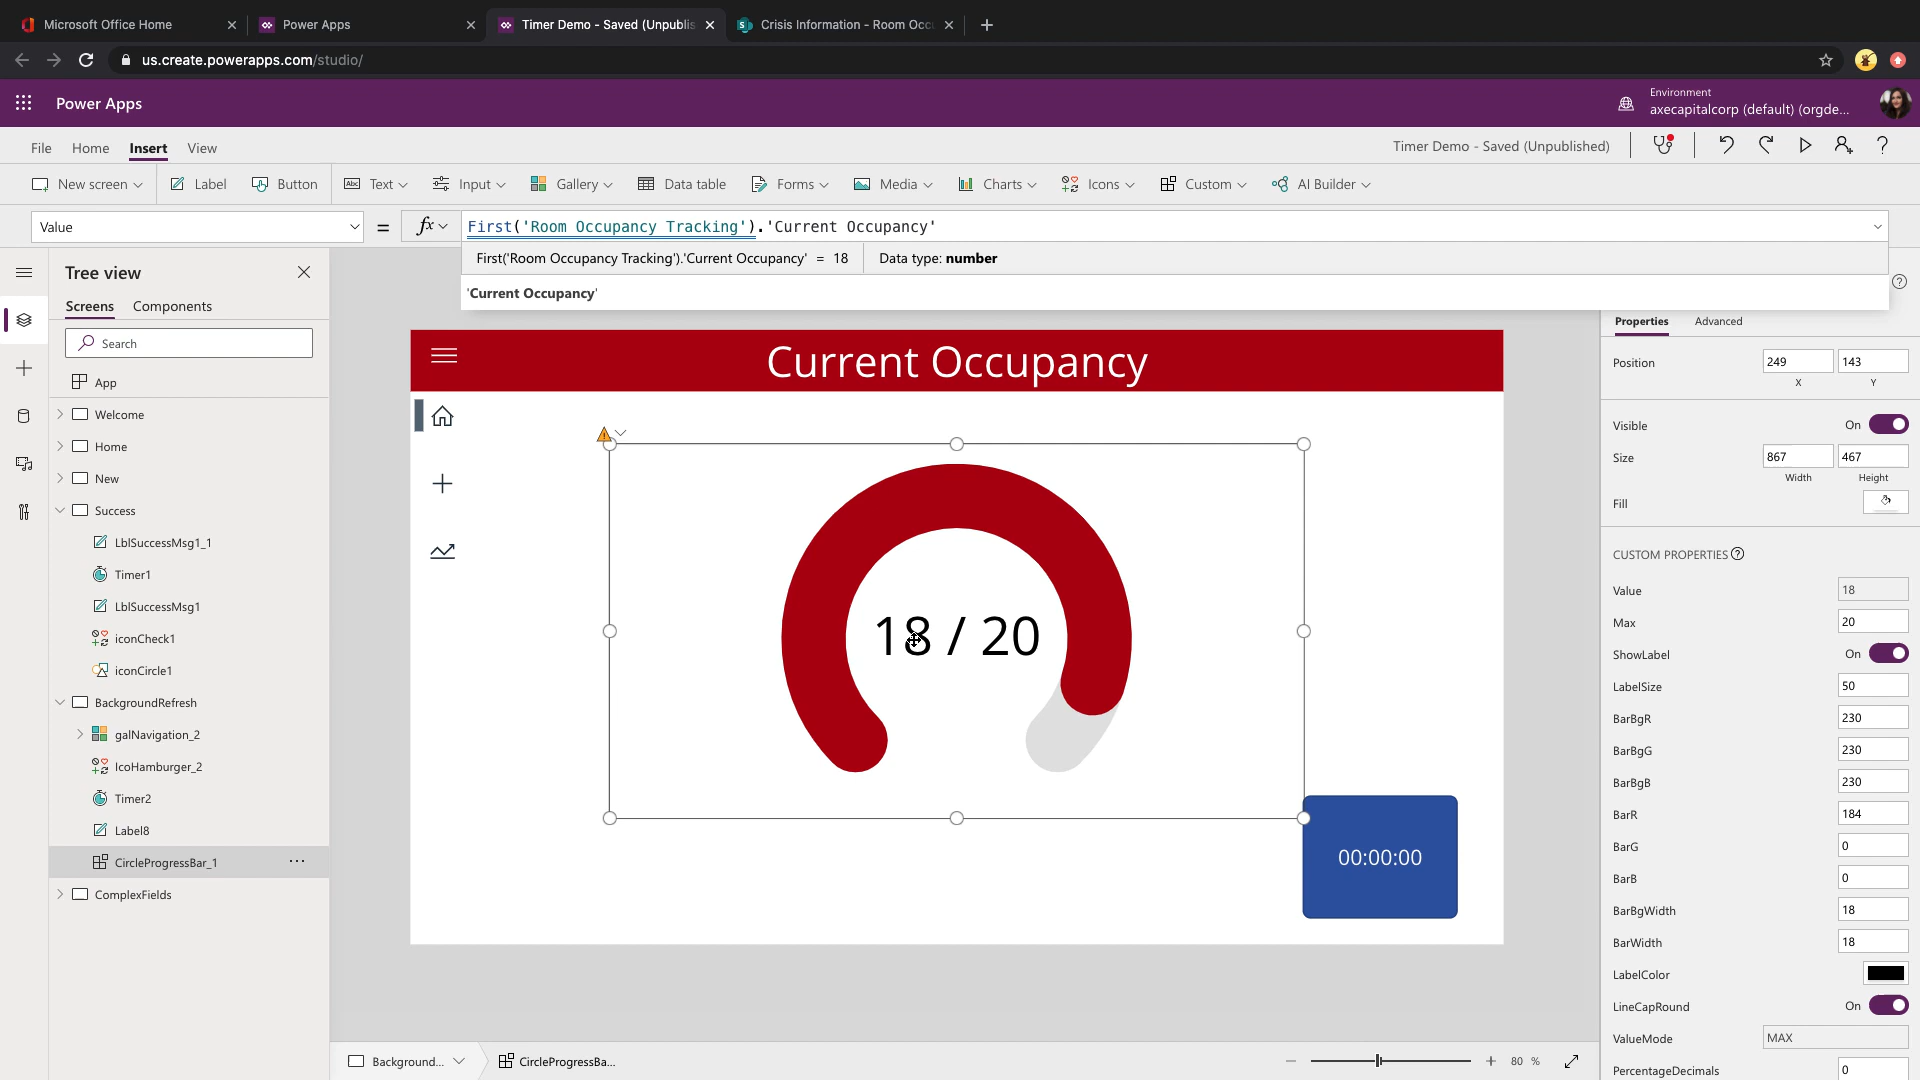 Microsoft Office Home
Power Apps
Timer Demo - Saved (Unpublis
Crisis Information - Room Occu
us.create.powerapps.com/studio/
Power Apps
Environment
axecapitalcorp (default) (orgde...
File
Home
Insert
View
Timer Demo - Saved (Unpublished)
New screen
Label
Button
Text
Input
Gallery
Data table
Forms
Media
Charts
Icons
Custom
AI Builder
Value
=
fx
First('Room Occupancy Tracking').'Current Occupancy'
First('Room Occupancy Tracking').'Current Occupancy' = 18
Data type: number
'Current Occupancy'
Tree view
Screens
Components
Search
App
Welcome
Home
New
Success
LblSuccessMsg1_1
Timer1
LblSuccessMsg1
iconCheck1
iconCircle1
BackgroundRefresh
galNavigation_2
IcoHamburger_2
Timer2
Label8
CircleProgressBar_1
ComplexFields
Current Occupancy
18 / 20
00:00:00
Properties
Advanced
Position
249
143
X
Y
Visible
On
Size
867
467
Width
Height
Fill
CUSTOM PROPERTIES
Value
18
Max
20
ShowLabel
On
LabelSize
50
BarBgR
230
BarBgG
230
BarBgB
230
BarR
184
BarG
0
BarB
0
BarBgWidth
18
BarWidth
18
LabelColor
LineCapRound
On
ValueMode
MAX
PercentageDecimals
0
Background...
CircleProgressBa...
80 %